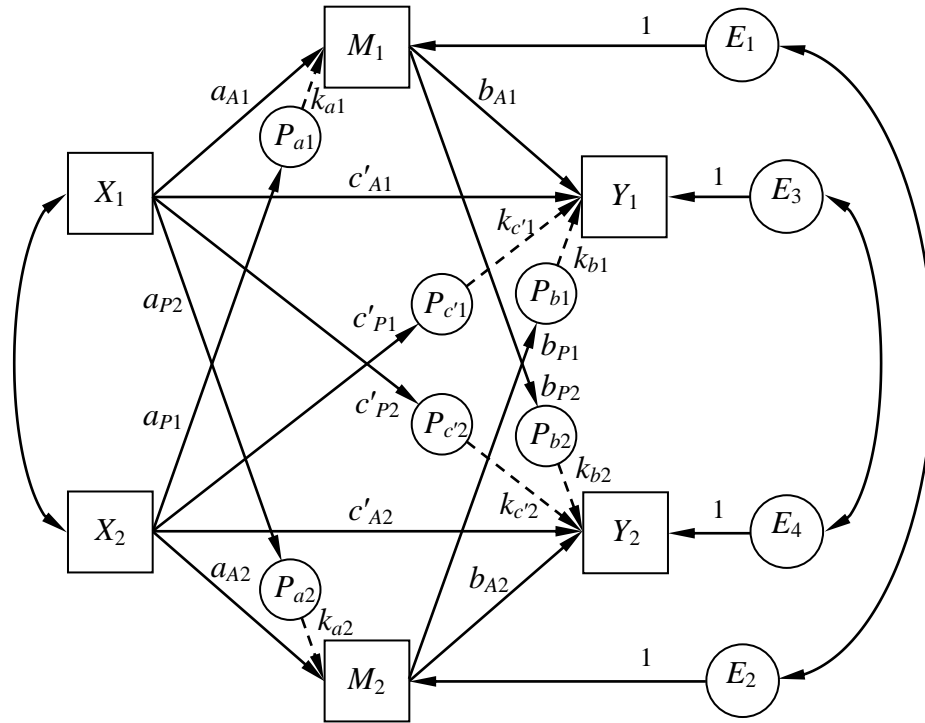 M1
1
E1
aA1
ka1
bA1
Pa1
X1
c'A1
Y1
1
E3
kc'1
kb1
Pc'1
Pb1
aP2
c'P1
bP1
aP1
c'P2
bP2
Pc'2
Pb2
kb2
kc'2
X2
c'A2
Y2
1
E4
aA2
Pa2
bA2
ka2
M2
1
E2